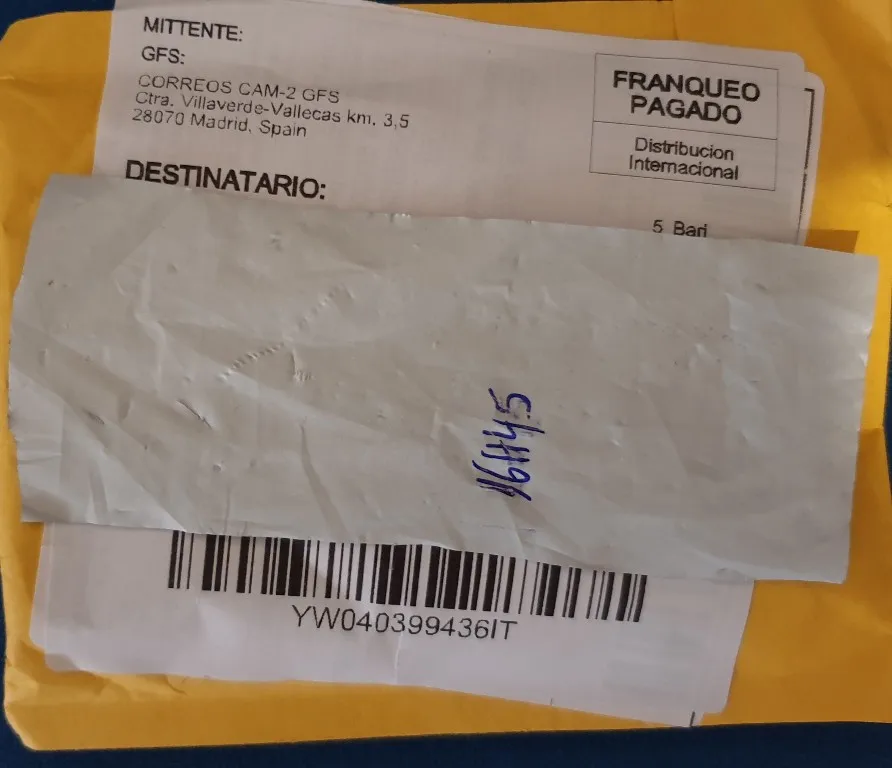 MITTENTE:
GFS:
CORREOS CAM-2 GFS
Ctra. Villaverde-Vallecas km. 3,5
28070 Madrid, Spain
FRANQUEO
PAGADO
Distribucion
Internacional
DESTINATARIO:
5 Bari
YW040399436IT